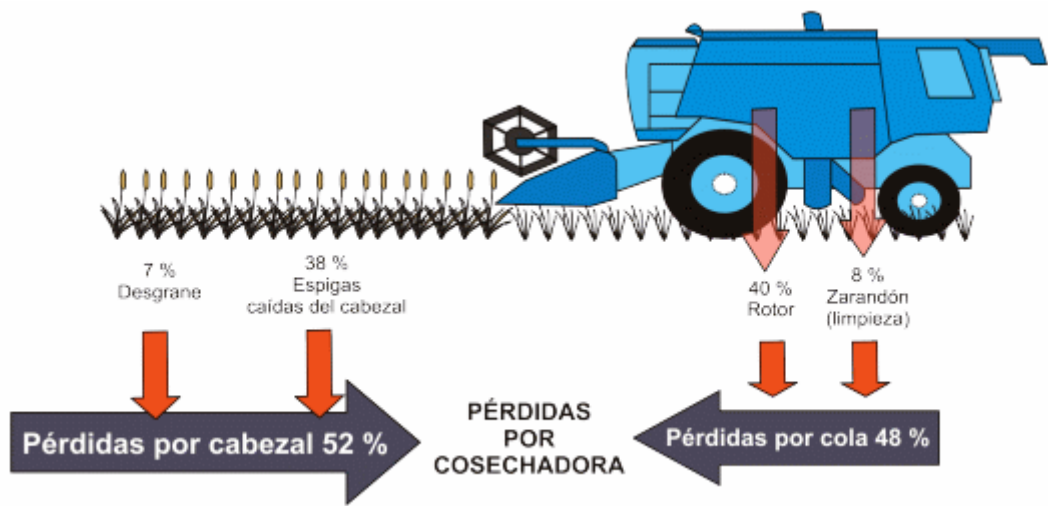 7 %
Desgrane
38 %
Espigas
caídas del cabezal
40 %
Rotor
8 %
Zarandón
(limpieza)
Pérdidas por cabezal 52 %
PÉRDIDAS
POR
COSECHADORA
Pérdidas por cola 48 %